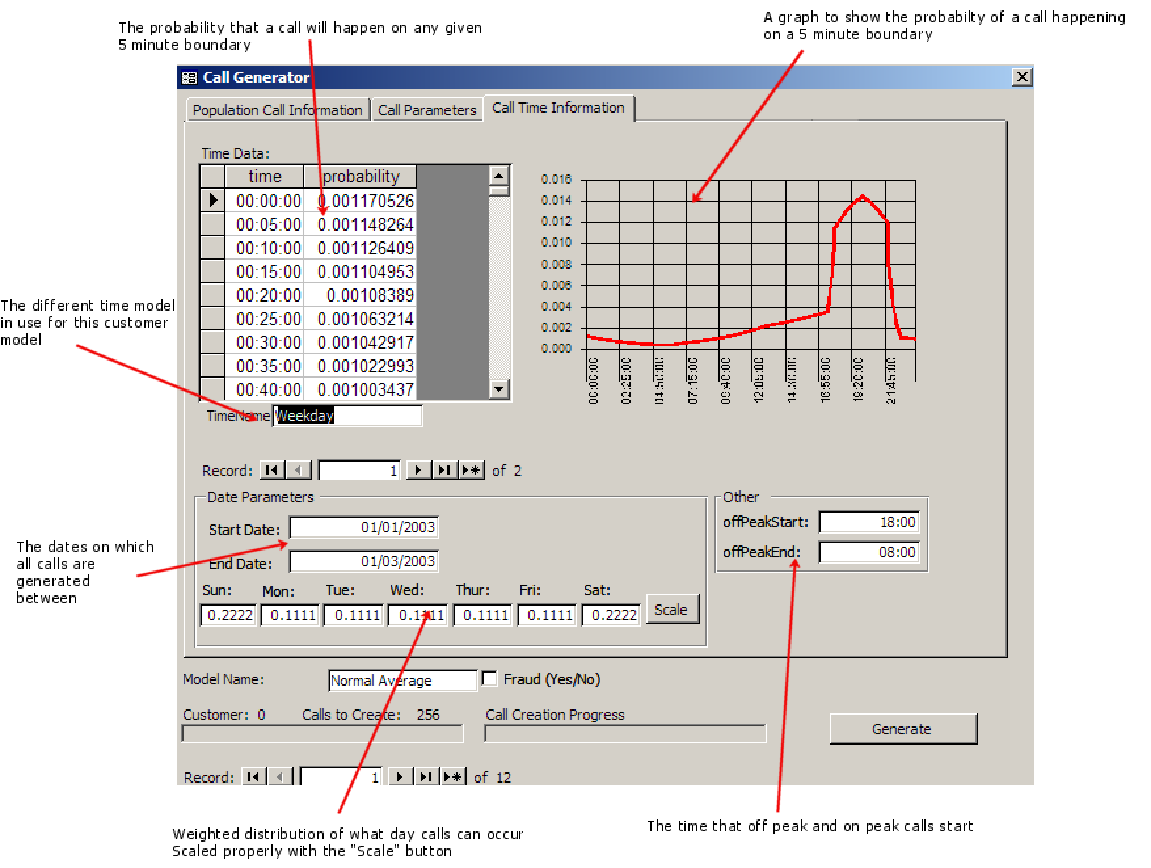 The probability that a call will happen on any given
5 minute boundary
A graph to show the probabilty of a call happening
on a 5 minute boundary
Call Generator
Population Call Information
Call Parameters
Call Time Information
Time Data:
time probability
00:00:00 0.001170526
00:05:00 0.001148264
00:10:00 0.001126409
00:15:00 0.001104953
00:20:00 0.00108389
00:25:00 0.001063214
00:30:00 0.001042917
00:35:00 0.001022993
00:40:00 0.001003437
0.016
0.014
0.012
0.010
0.008
0.006
0.004
0.002
0.000
00:00:00
02:25:00
04:50:00
07:15:00
09:40:00
12:05:00
14:30:00
16:55:00
19:20:00
21:45:00
The different time model
in use for this customer
model
TimeName Weekday
Record: 1 of 2
Date Parameters
Start Date: 01/01/2003
End Date: 01/03/2003
Sun: Mon: Tue: Wed: Thur: Fri: Sat:
0.2222 0.1111 0.1111 0.1111 0.1111 0.1111 0.2222 Scale
Other
offPeakStart: 18:00
offPeakEnd: 08:00
The dates on which
all calls are
generated
between
Model Name: Normal Average Fraud (Yes/No)
Customer: 0 Calls to Create: 256 Call Creation Progress
Generate
Record: 1 of 12
Weighted distribution of what day calls can occur
Scaled properly with the "Scale" button
The time that off peak and on peak calls start